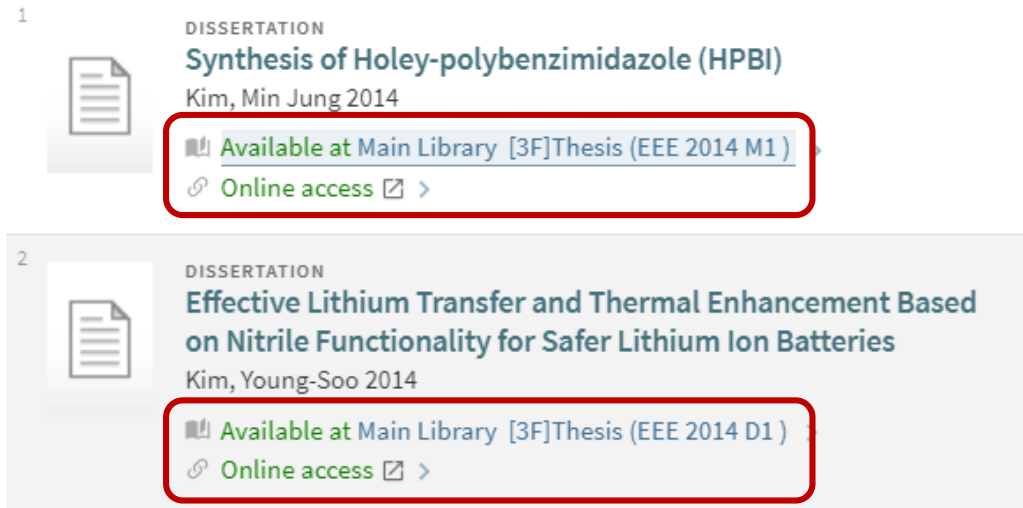 1
DISSERTATION
Synthesis of Holey-polybenzimidazole (HPBI)
Kim, Min Jung 2014
Available at Main Library [3F]Thesis (EEE 2014 M1 )
Online access
2
DISSERTATION
Effective Lithium Transfer and Thermal Enhancement Based
on Nitrile Functionality for Safer Lithium Ion Batteries
Kim, Young-Soo 2014
Available at Main Library [3F]Thesis (EEE 2014 D1 )
Online access